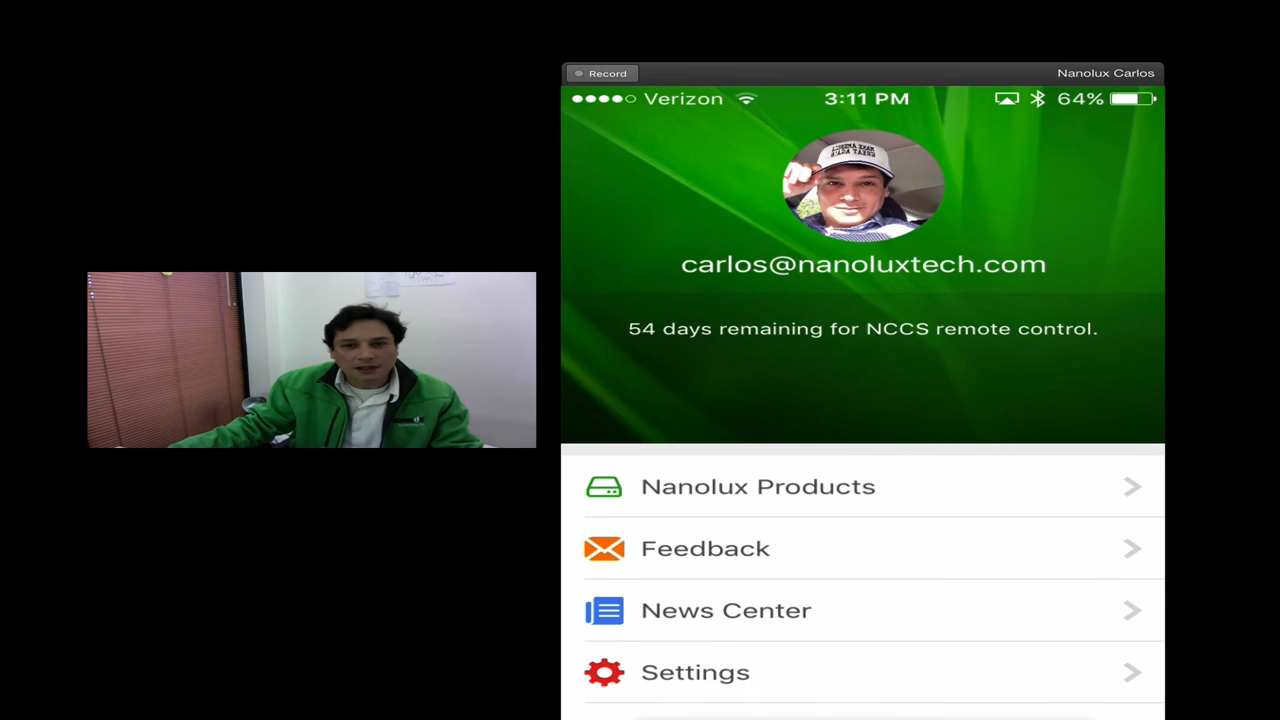 Record
Nanolux Carlos
Verizon
3:11 PM
64%
carlos@nanoluxtech.com
54 days remaining for NCCS remote control.
Nanolux Products
Feedback
News Center
Settings